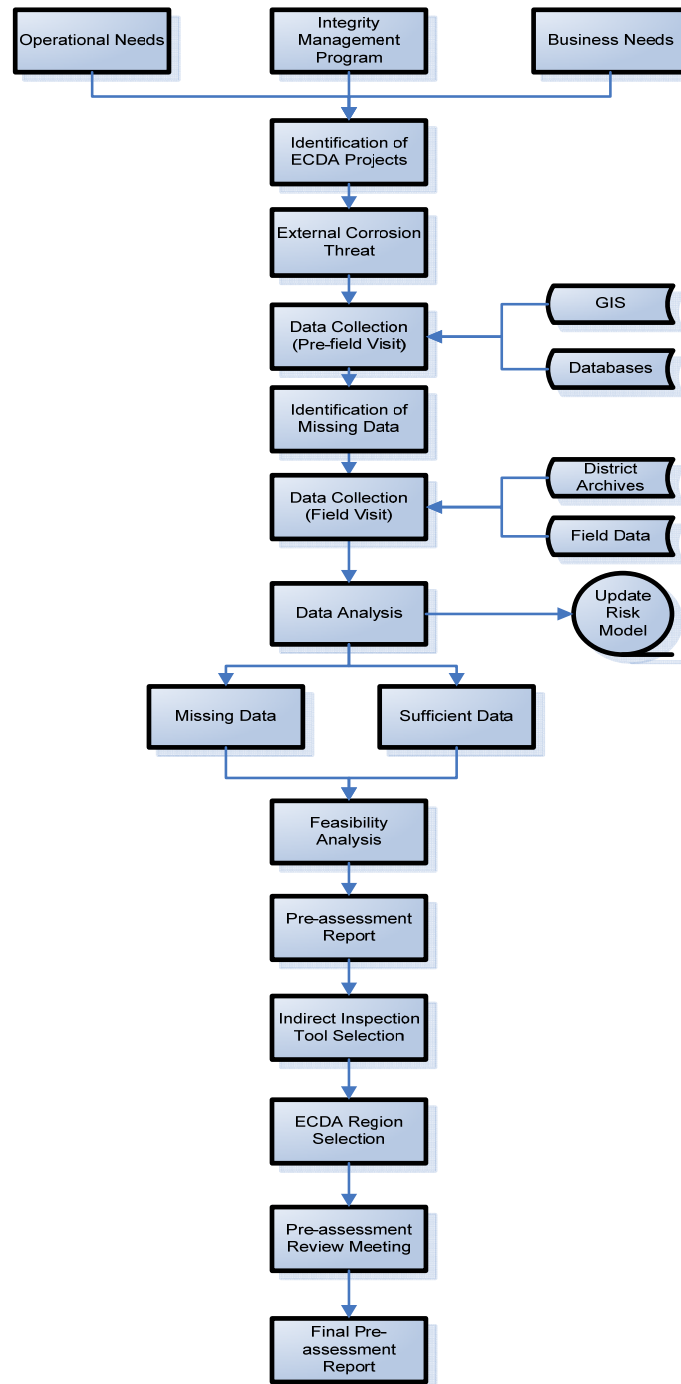 Operational Needs
Integrity
Management
Program
Business Needs
Identification of
ECDA Projects
External Corrosion
Threat
Data Collection
(Pre-field Visit)
GIS
Databases
Identification of
Missing Data
Data Collection
(Field Visit)
District
Archives
Field Data
Data Analysis
Update
Risk
Model
Missing Data
Sufficient Data
Feasibility
Analysis
Pre-assessment
Report
Indirect Inspection
Tool Selection
ECDA Region
Selection
Pre-assessment
Review Meeting
Final Pre-
assessment
Report